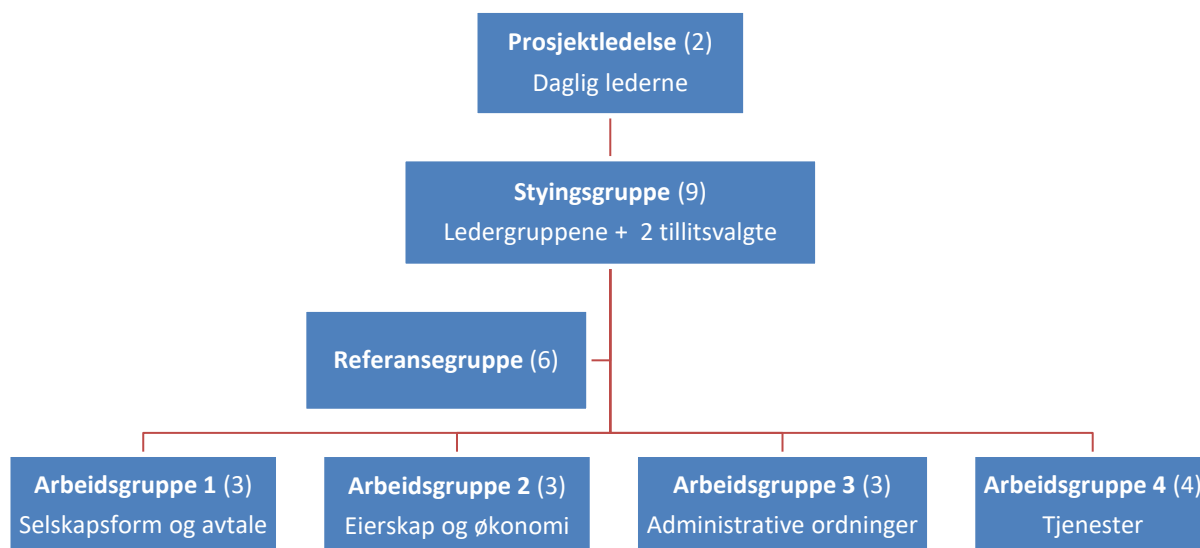 Prosjektledelse (2)
Daglig lederne
Styingsgruppe (9)
Ledergruppene + 2 tillitsvalgte
Referansegruppe (6)
Arbeidsgruppe 1 (3)
Selskapsform og avtale
Arbeidsgruppe 2 (3)
Eierskap og økonomi
Arbeidsgruppe 3 (3)
Administrative ordninger
Arbeidsgruppe 4 (4)
Tjenester